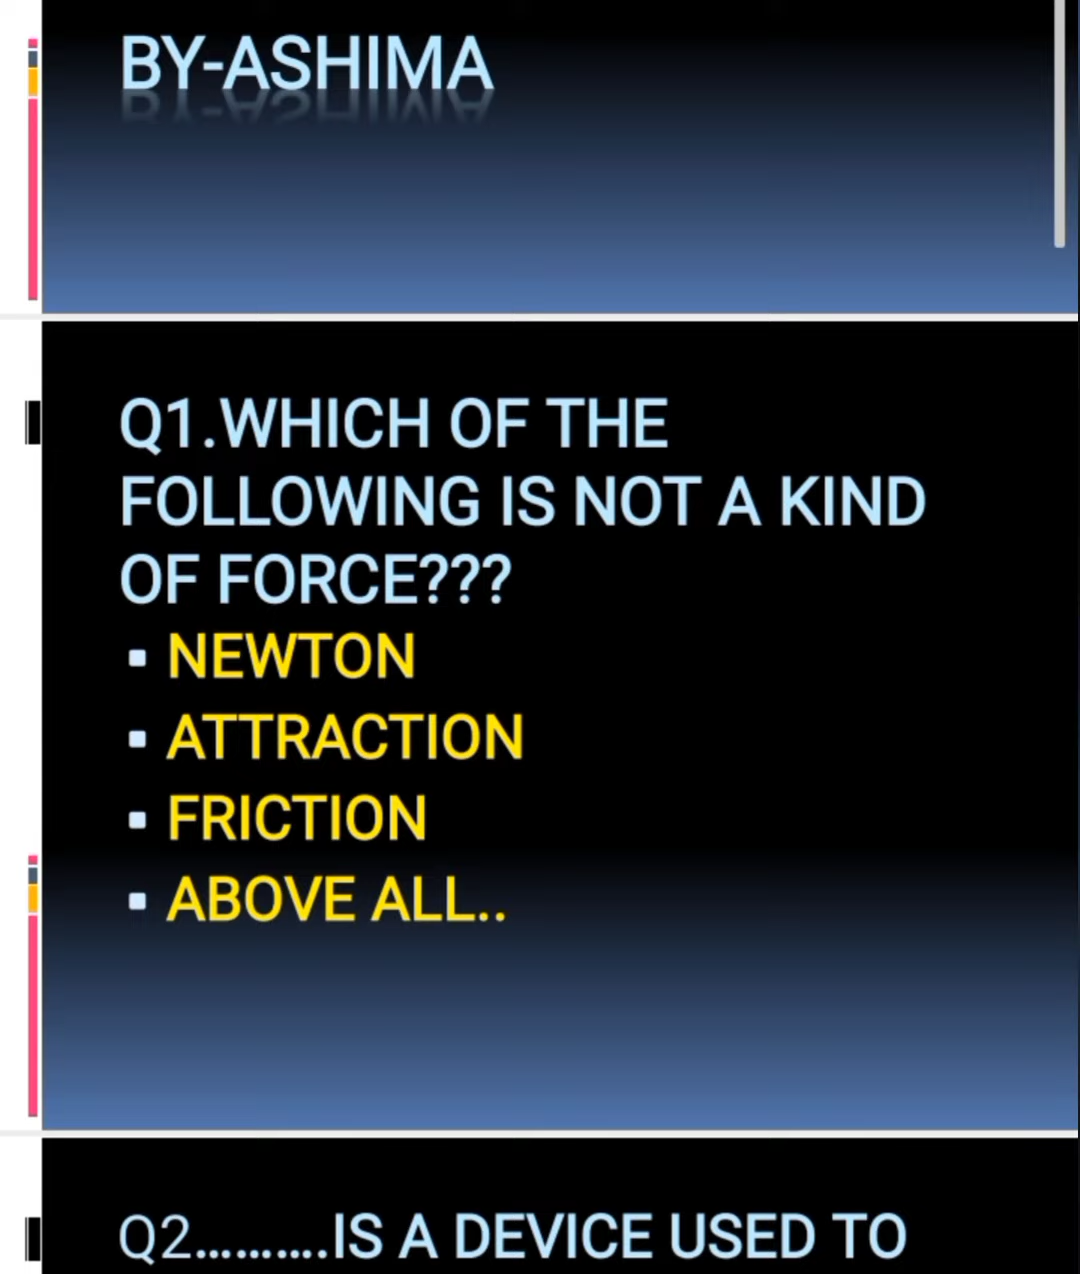 BY-ASHIMA
Q1.WHICH OF THE
FOLLOWING IS NOT A KIND
OF FORCE???
▪ NEWTON
▪ ATTRACTION
▪ FRICTION
▪ ABOVE ALL..
Q2……….IS A DEVICE USED TO